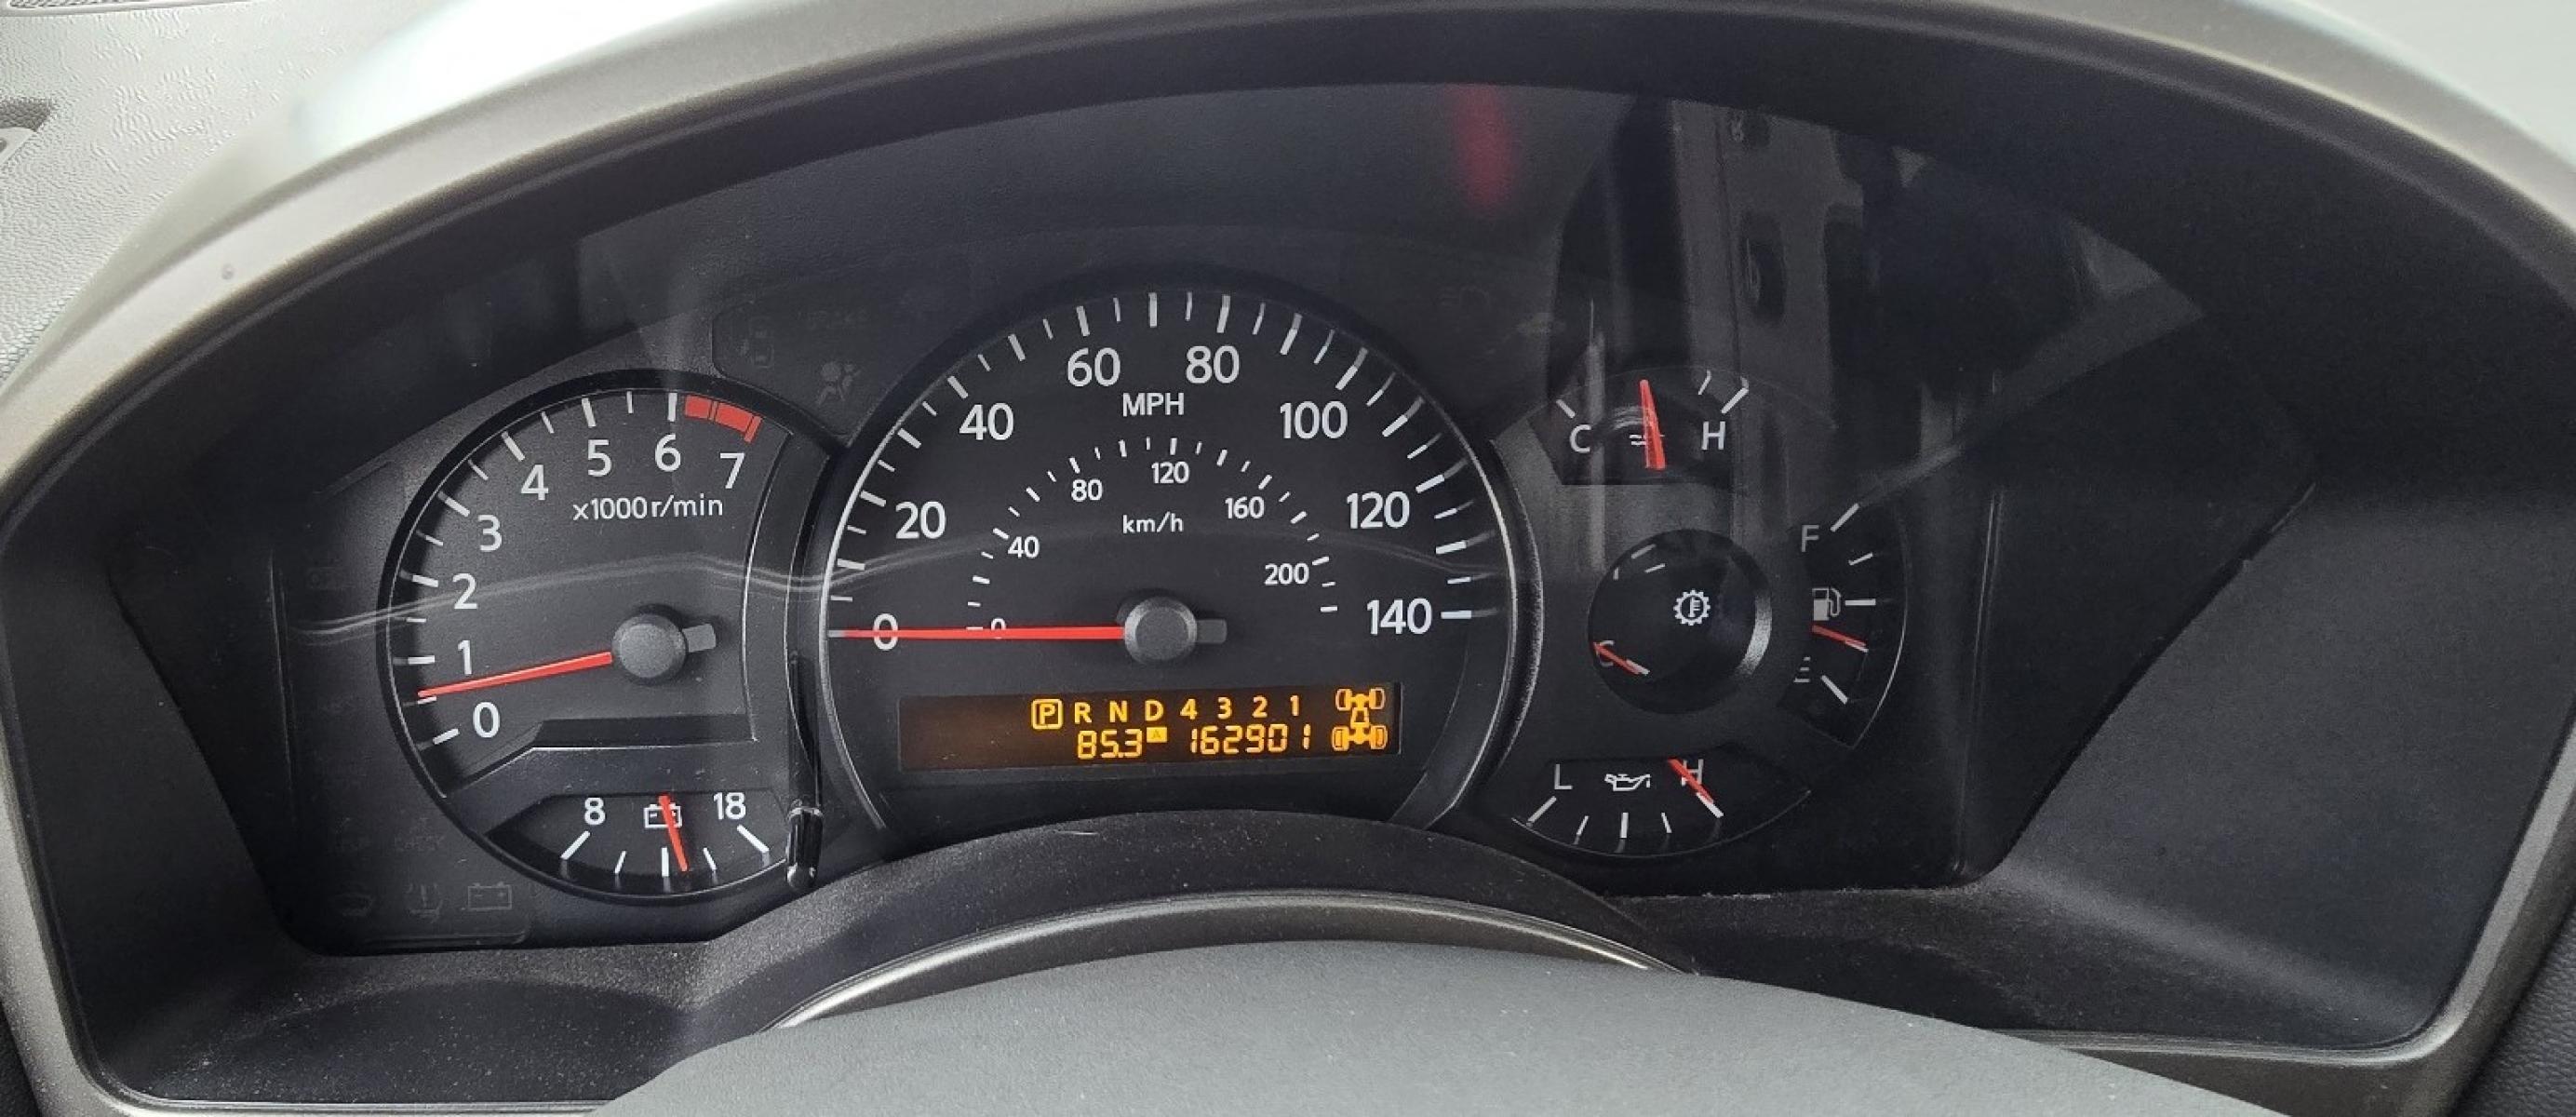 0 1 2 3 4 5 6 7
x1000r/min
8 18
0 20 40 60 80 100 120 140
MPH
0 40 80 120 160 200
km/h
P R N D 4 3 2 1
85.3 A 162901
C H
F
E
C
L H